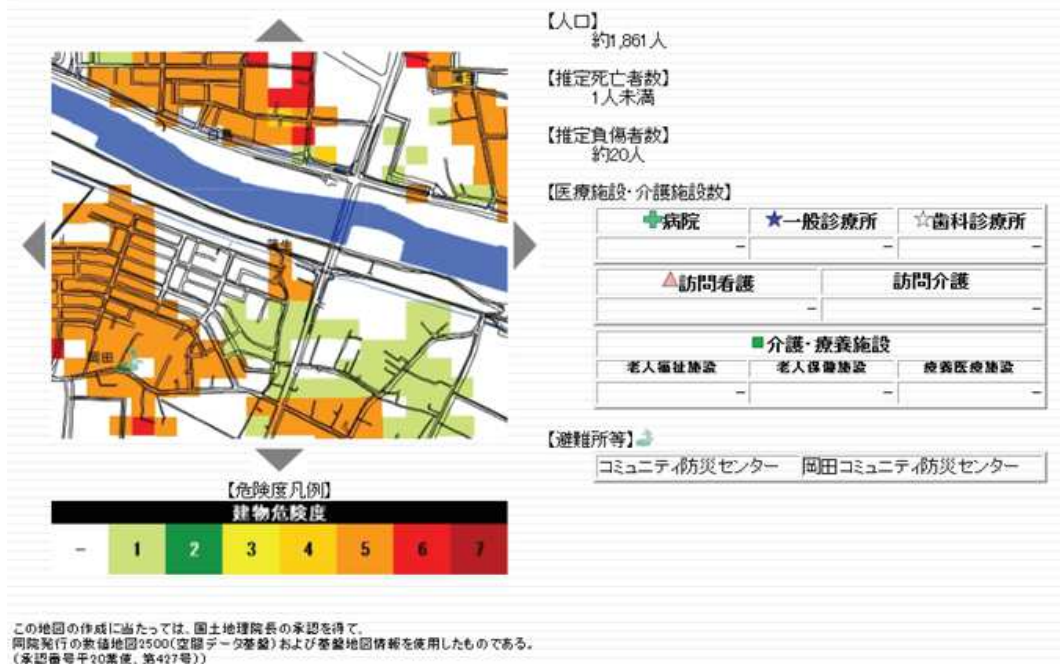 【人口】
約1,861人
【推定死亡者数】
1人未満
【推定負傷者数】
約20人
【医療施設・介護施設数】
病院 一般診療所 歯科診療所
− − −
訪問看護 訪問介護
− −
介護・療養施設
老人福祉施設 老人保健施設 療養医療施設
− − −
【避難所等】
コミュニティ防災センター 岡田コミュニティ防災センター
岡田
【危険度凡例】
建物危険度
− 1 2 3 4 5 6 7
この地図の作成に当たっては、国土地理院長の承認を得て、
同院発行の数値地図2500(空間データ基盤)および基盤地図情報を使用したものである。
(承認番号平20業使、第427号))